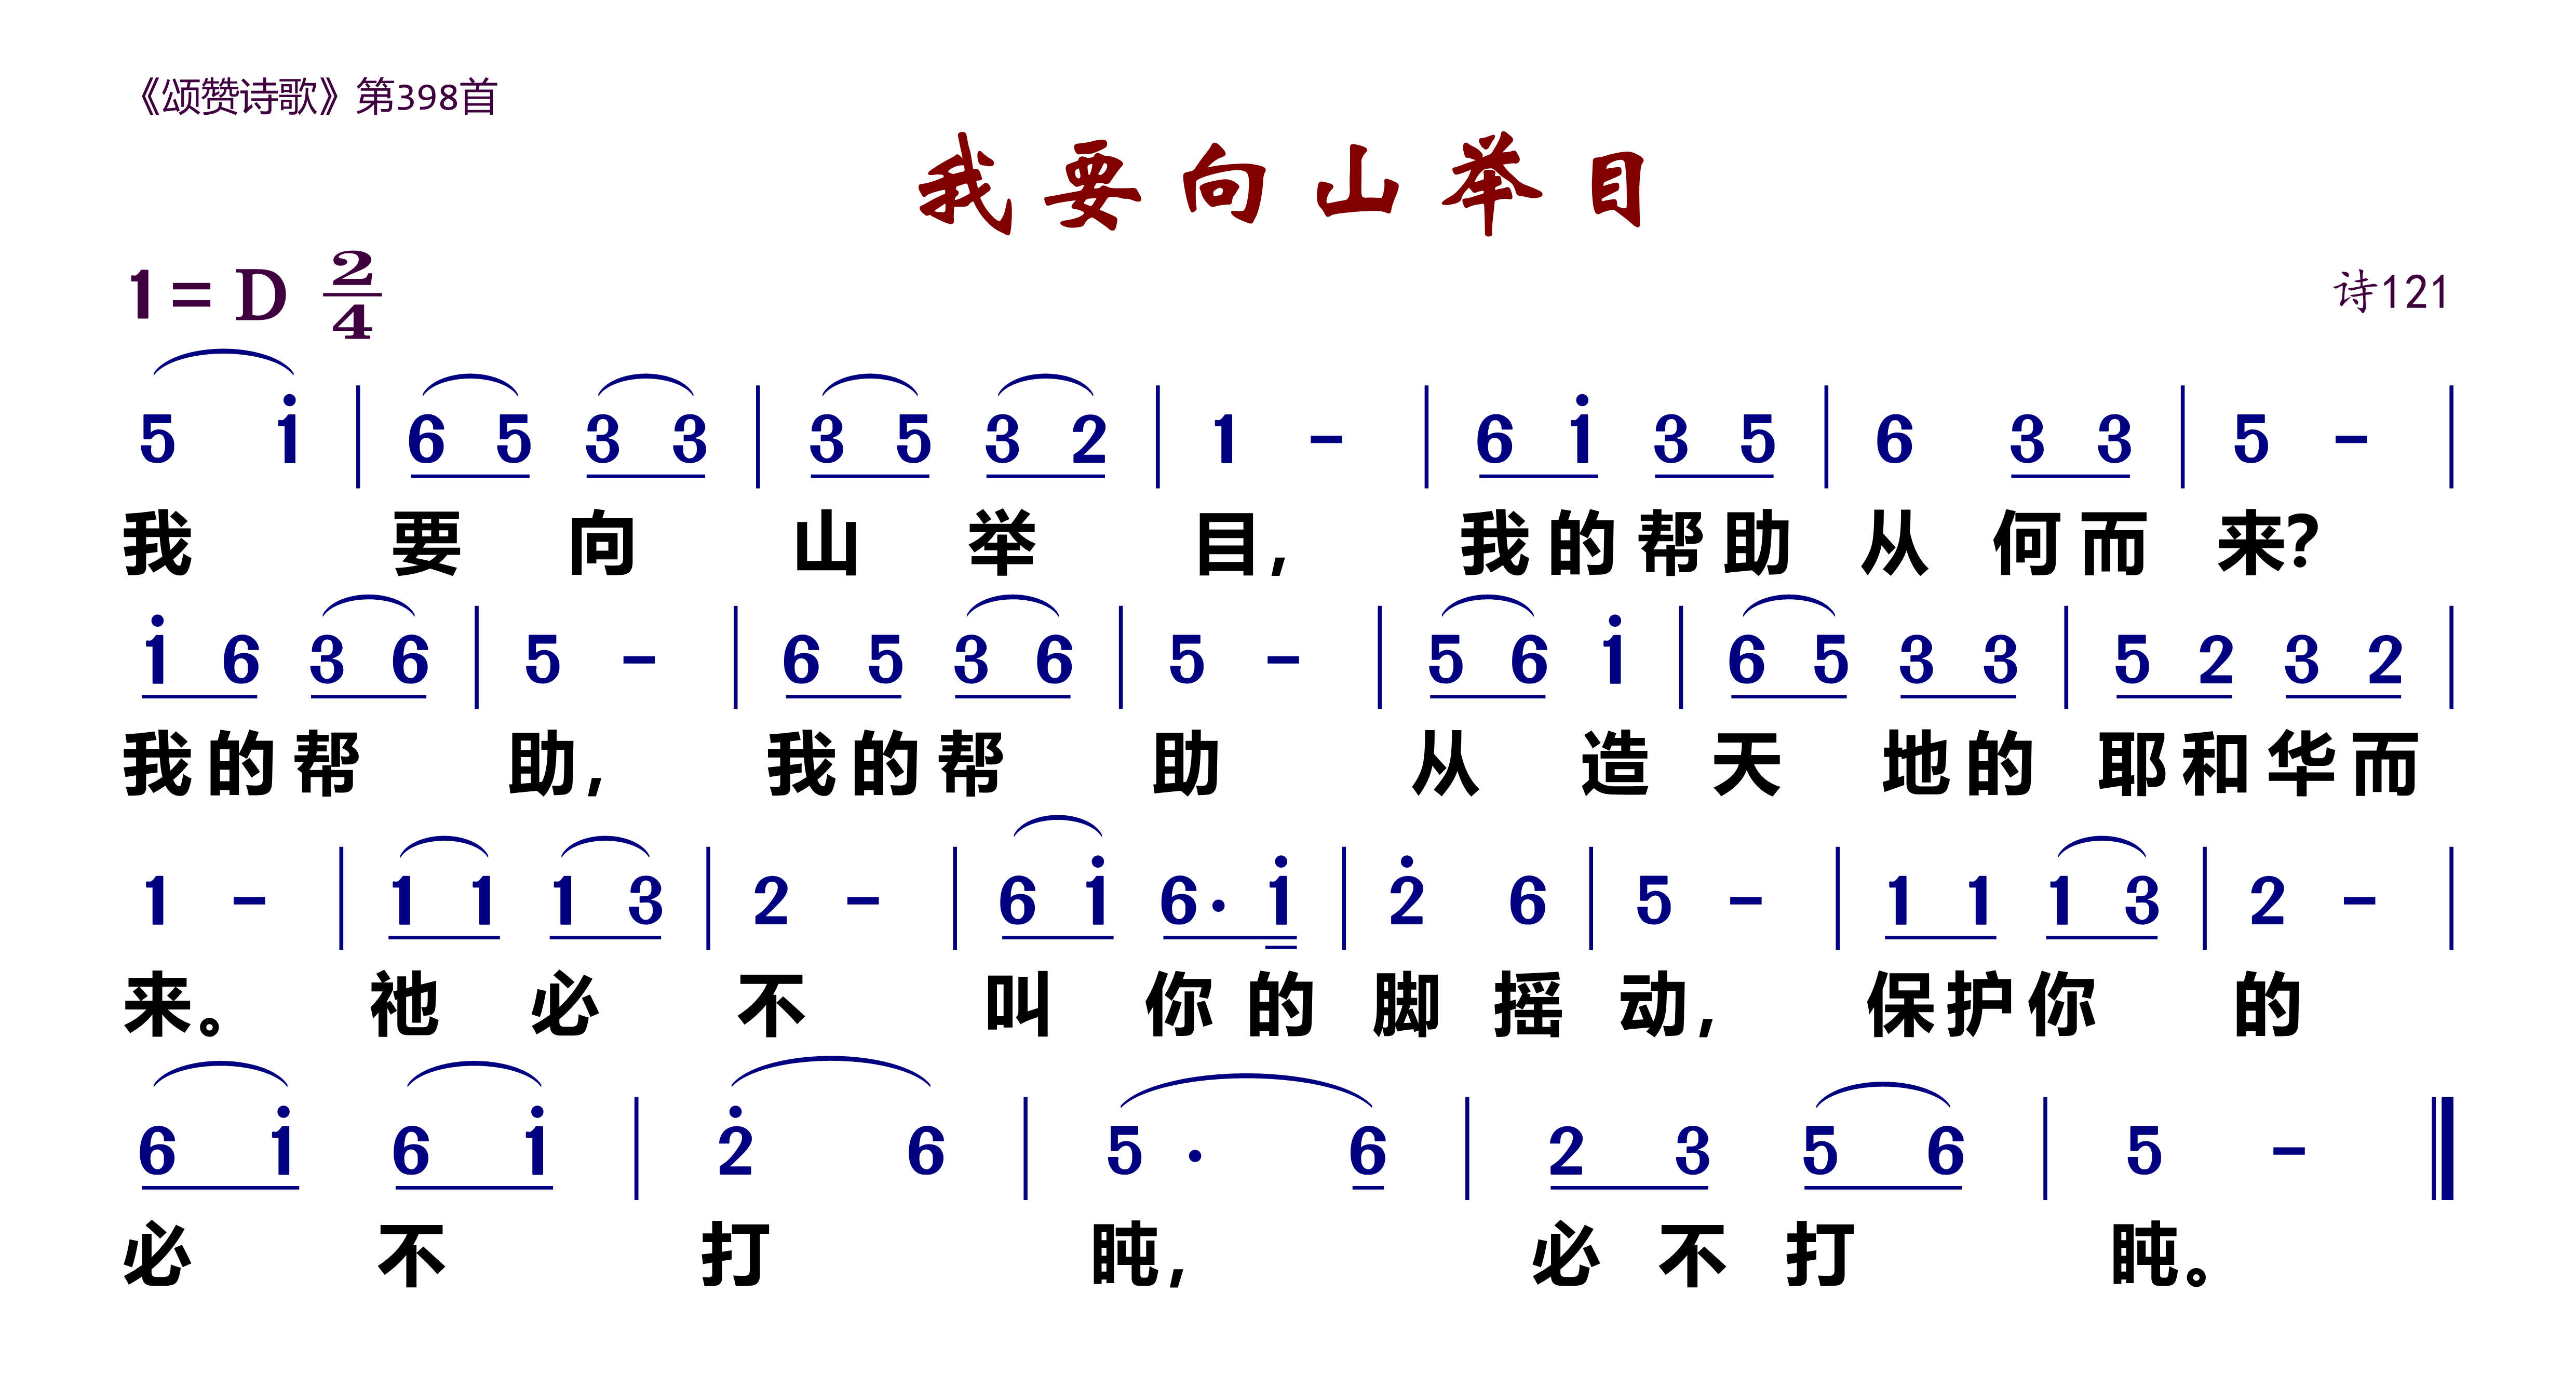 《颂赞诗歌》第398首
我要向山举目
1= D 2/4
诗121
5 i | 6 5 3 3 | 3 5 3 2 | 1 - | 6 i 3 5 | 6 3 3 | 5 - |
我 要 向 山 举 目, 我的帮助 从 何而 来?
i 6 3 6 | 5 - | 6 5 3 6 | 5 - | 5 6 i | 6 5 3 3 | 5 2 3 2 |
我的帮 助, 我的帮 助 从 造 天 地的 耶和华而
1 - | 1 1 1 3 | 2 - | 6 i 6· i | 2̇ 6 | 5 - | 1 1 1 3 | 2 - |
来。 祂 必 不 叫 你的 脚 摇 动, 保护你 的
6 i 6 i | 2̇ 6 | 5 · 6 | 2 3 5 6 | 5 - ‖
必 不 打 盹, 必 不 打 盹。